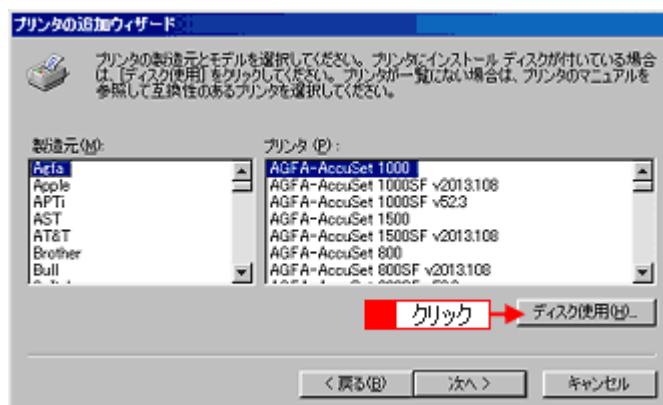 プリンタの追加ウィザード
プリンタの製造元とモデルを選択してください。プリンタにインストール ディスクが付いている場合
は、[ディスク使用] をクリックしてください。プリンタが一覧にない場合は、プリンタのマニュアルを
参照して互換性のあるプリンタを選択してください。
製造元(M):
Agfa
Apple
APTi
AST
AT&T
Brother
Bull
プリンタ (P) :
AGFA-AccuSet 1000
AGFA-AccuSet 1000SF v2013.108
AGFA-AccuSet 1000SF v52.3
AGFA-AccuSet 1500
AGFA-AccuSet 1500SF v2013.108
AGFA-AccuSet 800
AGFA-AccuSet 800SF v2013.108
クリック
ディスク使用(H)...
< 戻る(B)
次へ >
キャンセル